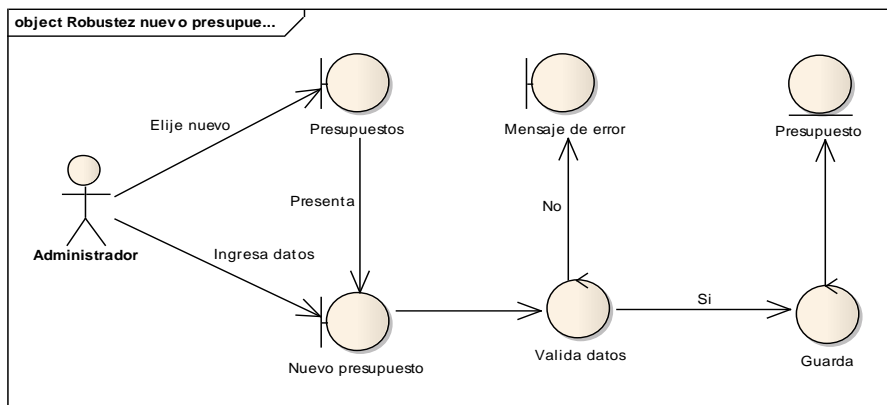 object Robustez nuevo presupue...
Elije nuevo
Presupuestos
Mensaje de error
Presupuesto
Presenta
No
Administrador
Ingresa datos
Si
Nuevo presupuesto
Valida datos
Guarda